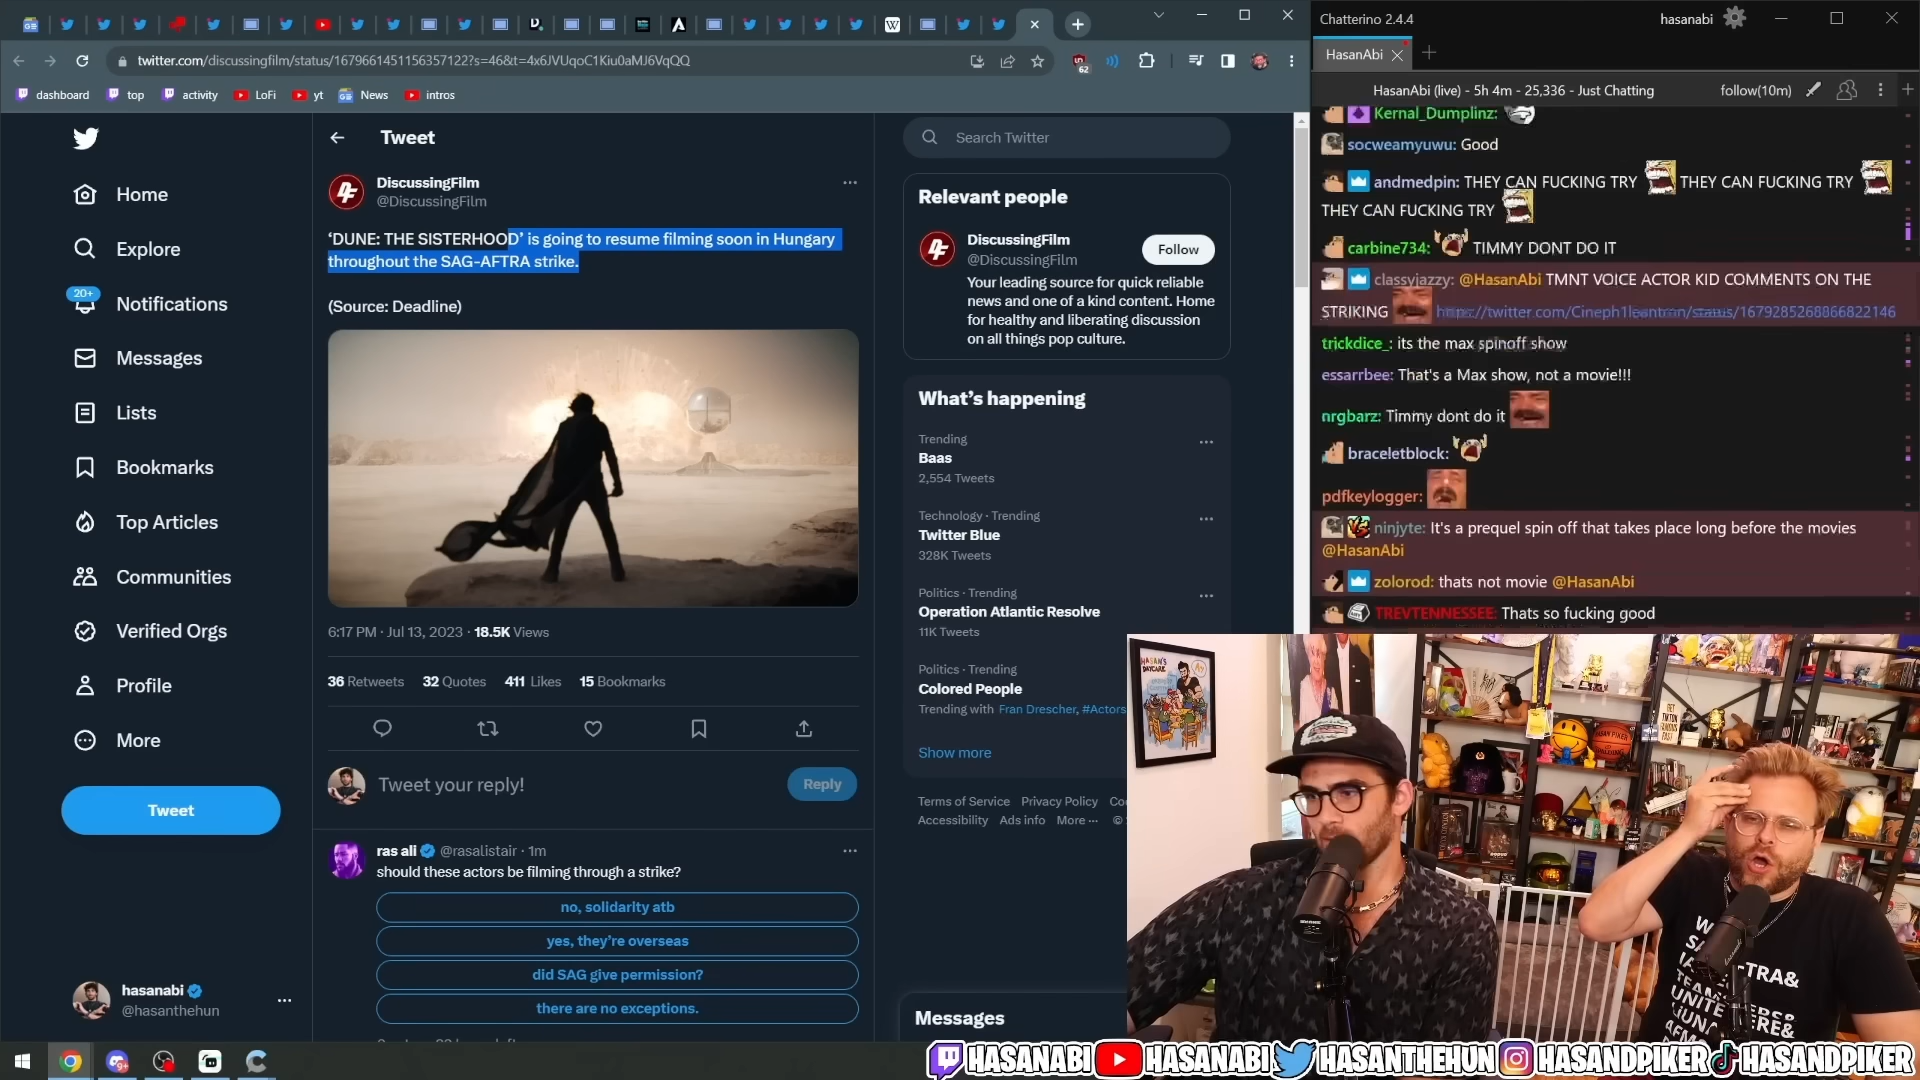 twitter.com/discussingfilm/status/1679661451156357122?s=46&t=4x6JVUqoC1Kiu0aMJ6VqQQ
62
dashboard
top
activity
LoFi
yt
News
intros
Home
Explore
20+
Notifications
Messages
Lists
Bookmarks
Top Articles
Communities
Verified Orgs
Profile
More
Tweet
hasanabi
@hasanthehun
Tweet
DiscussingFilm
@DiscussingFilm
‘DUNE: THE SISTERHOOD’ is going to resume filming soon in Hungary
throughout the SAG-AFTRA strike.
(Source: Deadline)
6:17 PM · Jul 13, 2023 · 18.5K Views
36 Retweets 32 Quotes 411 Likes 15 Bookmarks
Tweet your reply!
Reply
ras ali @rasalistair · 1m
should these actors be filming through a strike?
no, solidarity atb
yes, they’re overseas
did SAG give permission?
there are no exceptions.
Search Twitter
Relevant people
DiscussingFilm
@DiscussingFilm
Follow
Your leading source for quick reliable
news and one of a kind content. Home
for healthy and liberating discussion
on all things pop culture.
What’s happening
Trending
Baas
2,554 Tweets
Technology · Trending
Twitter Blue
328K Tweets
Politics · Trending
Operation Atlantic Resolve
11K Tweets
Politics · Trending
Colored People
Trending with Fran Drescher, #Actors
Show more
Terms of Service Privacy Policy
Accessibility Ads info More ··· ©
Messages
Chatterino 2.4.4
hasanabi
HasanAbi
HasanAbi (live) - 5h 4m - 25,336 - Just Chatting
follow(10m)
Kernal_Dumplinz:
socweamyuwu: Good
andmedpin: THEY CAN FUCKING TRY THEY CAN FUCKING TRY
THEY CAN FUCKING TRY
carbine734: TIMMY DONT DO IT
classyjazzy: @HasanAbi TMNT VOICE ACTOR KID COMMENTS ON THE
STRIKING
trickdice_: its the max spinoff show
essarrbee: That's a Max show, not a movie!!!
nrgbarz: Timmy dont do it
braceletblock:
pdfkeylogger:
ninjyte: It's a prequel spin off that takes place long before the movies
@HasanAbi
zolorod: thats not movie @HasanAbi
TREVTENNESSEE: Thats so fucking good
HASAN'S
DAYCARE
HASANABI HASANABI HASANTHEHUN HASANDPIKER HASANDPIKER